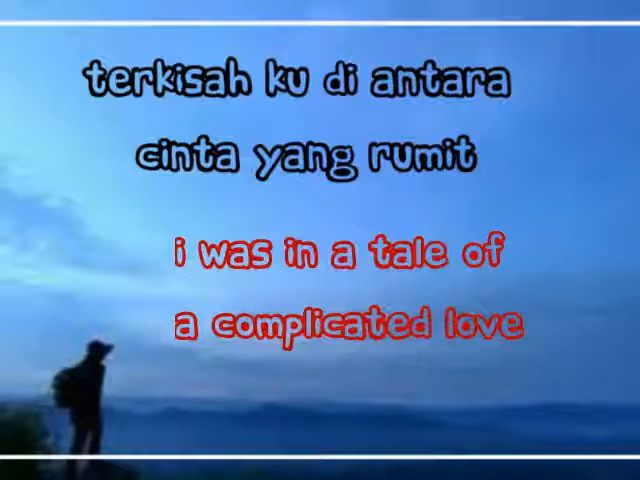 terkisah ku di antara
cinta yang rumit
i was in a tale of
a complicated love